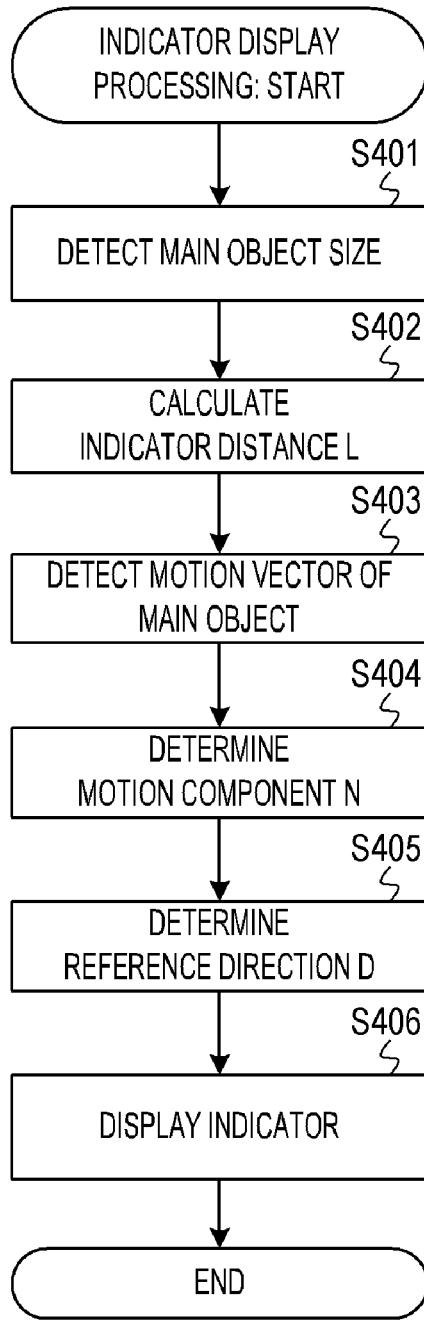 INDICATOR DISPLAY
PROCESSING: START
S401
DETECT MAIN OBJECT SIZE
S402
CALCULATE
INDICATOR DISTANCE L
S403
DETECT MOTION VECTOR OF
MAIN OBJECT
S404
DETERMINE
MOTION COMPONENT N
S405
DETERMINE
REFERENCE DIRECTION D
S406
DISPLAY INDICATOR
END